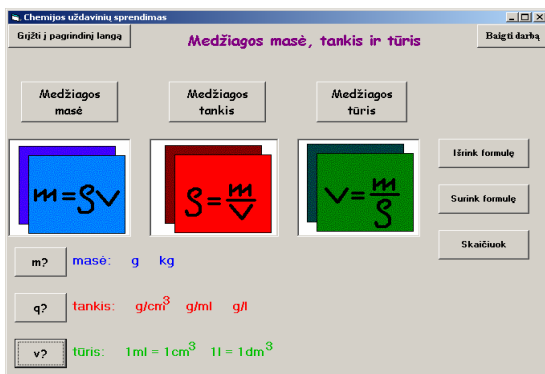 Chemijos uždavinių sprendimas
Grįžti į pagrindinį langą
Medžiagos masė, tankis ir tūris
Baigti darbą
Medžiagos
masė
Medžiagos
tankis
Medžiagos
tūris
m=ρv
ρ=m/v
v=m/ρ
Išrink formulę
Surink formulę
Skaičiuok
m? masė: g kg
q? tankis: g/cm³ g/ml g/l
v? tūris: 1ml = 1cm³ 1l = 1dm³